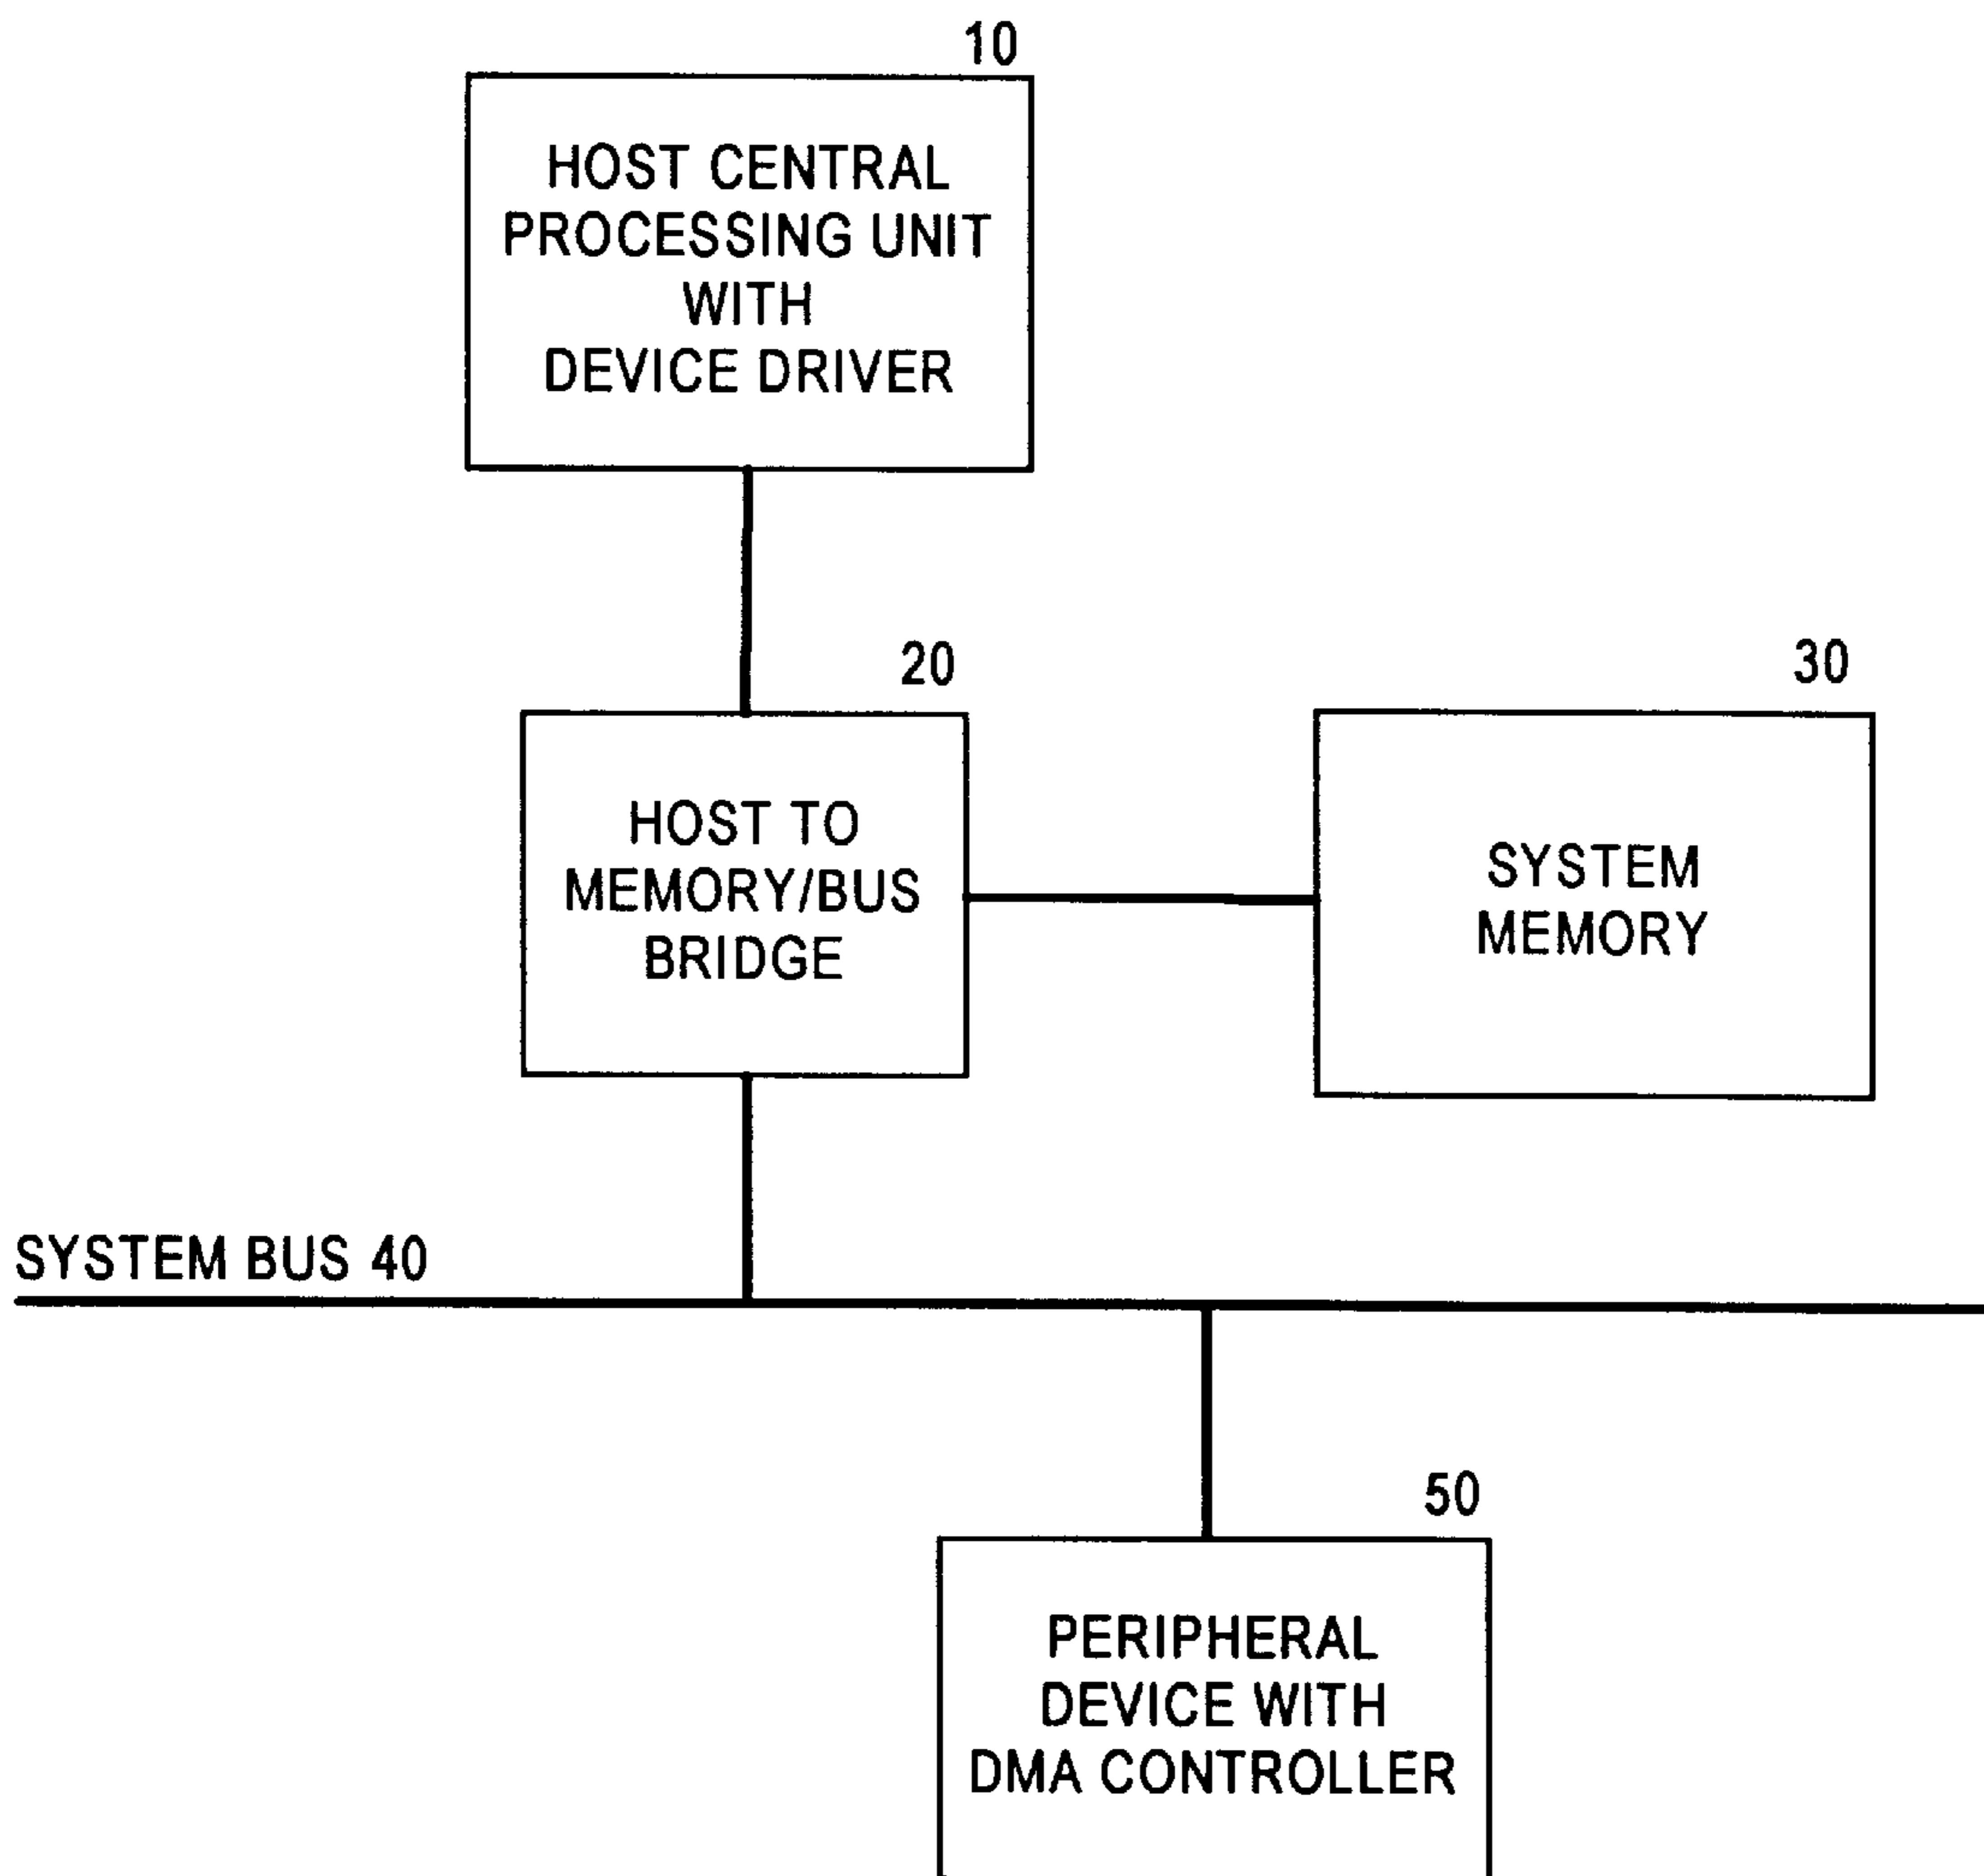 10
HOST CENTRAL
PROCESSING UNIT
WITH
DEVICE DRIVER
20
30
HOST TO
MEMORY/BUS
BRIDGE
SYSTEM
MEMORY
SYSTEM BUS 40
50
PERIPHERAL
DEVICE WITH
DMA CONTROLLER